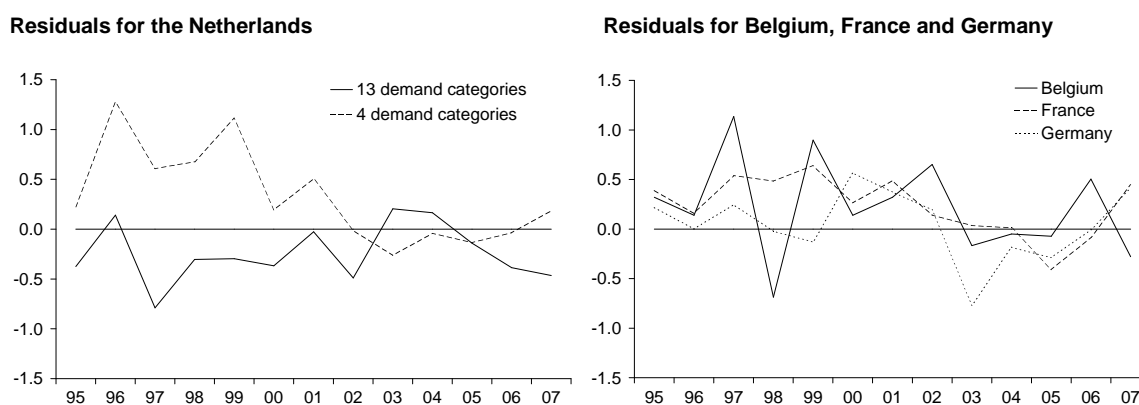 Residuals for the Netherlands
1.5
1.0
0.5
0.0
-0.5
-1.0
-1.5
13 demand categories
4 demand categories
95 96 97 98 99 00 01 02 03 04 05 06 07
Residuals for Belgium, France and Germany
1.5
1.0
0.5
0.0
-0.5
-1.0
-1.5
Belgium
France
Germany
95 96 97 98 99 00 01 02 03 04 05 06 07